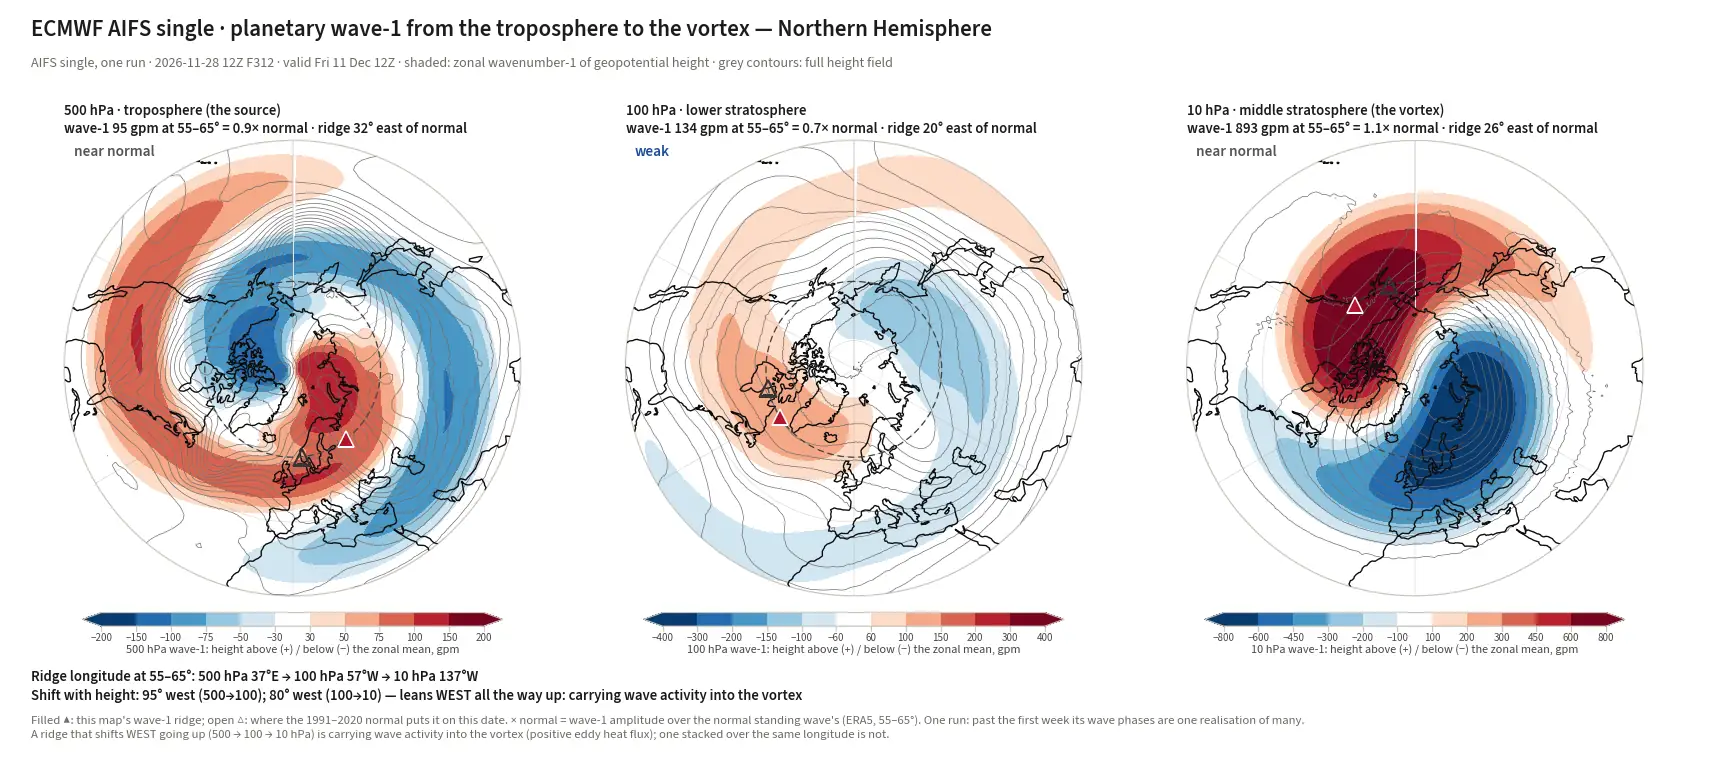 ECMWF AIFS single · planetary wave-1 from the troposphere to the vortex — Northern Hemisphere
AIFS single, one run · 2026-11-28 12Z F312 · valid Fri 11 Dec 12Z · shaded: zonal wavenumber-1 of geopotential height · grey contours: full height field
500 hPa · troposphere (the source)
wave-1 95 gpm at 55–65° = 0.9× normal · ridge 32° east of normal
near normal
100 hPa · lower stratosphere
wave-1 134 gpm at 55–65° = 0.7× normal · ridge 20° east of normal
weak
10 hPa · middle stratosphere (the vortex)
wave-1 893 gpm at 55–65° = 1.1× normal · ridge 26° east of normal
near normal
−200 −150 −100 −75 −50 −30 30 50 75 100 150 200
500 hPa wave-1: height above (+) / below (−) the zonal mean, gpm
−400 −300 −200 −150 −100 −60 60 100 150 200 300 400
100 hPa wave-1: height above (+) / below (−) the zonal mean, gpm
−800 −600 −450 −300 −200 −100 100 200 300 450 600 800
10 hPa wave-1: height above (+) / below (−) the zonal mean, gpm
Ridge longitude at 55–65°: 500 hPa 37°E → 100 hPa 57°W → 10 hPa 137°W
Shift with height: 95° west (500→100); 80° west (100→10) — leans WEST all the way up: carrying wave activity into the vortex
Filled ▲: this map's wave-1 ridge; open △: where the 1991–2020 normal puts it on this date. × normal = wave-1 amplitude over the normal standing wave's (ERA5, 55–65°). One run: past the first week its wave phases are one realisation of many.
A ridge that shifts WEST going up (500 → 100 → 10 hPa) is carrying wave activity into the vortex (positive eddy heat flux); one stacked over the same longitude is not.